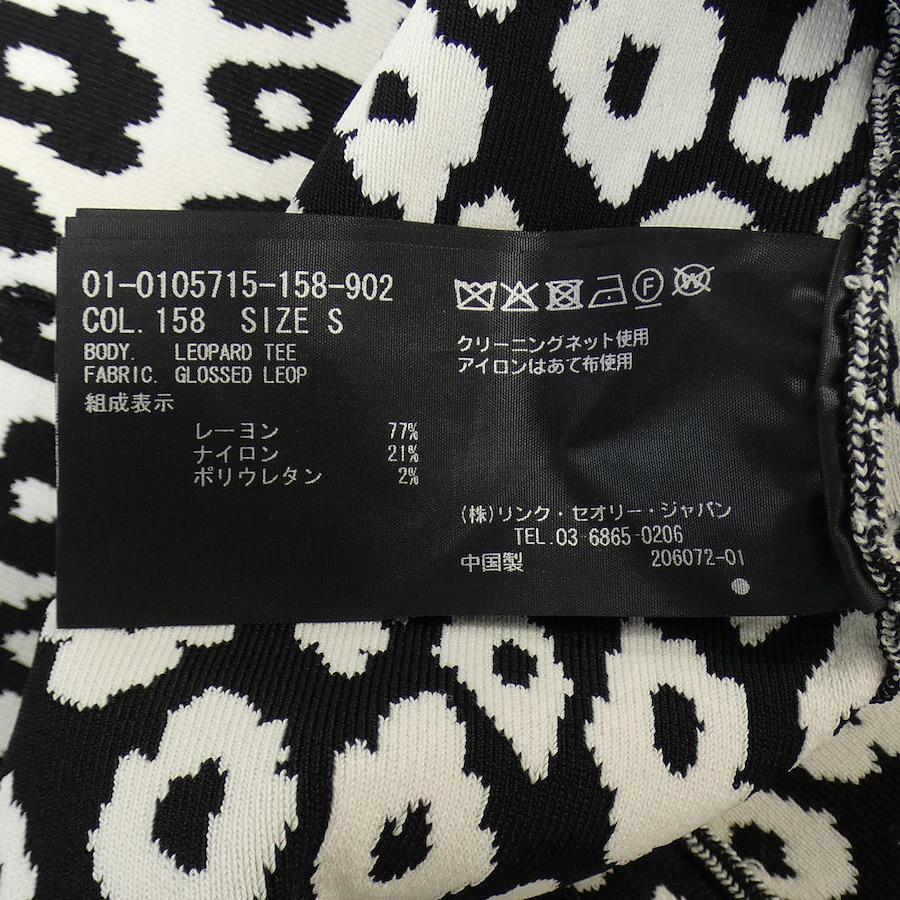 01-0105715-158-902
COL. 158 SIZE S
BODY. LEOPARD TEE
FABRIC. GLOSSED LEOP
組成表示
レーヨン 77%
ナイロン 21%
ポリウレタン 2%
F W
クリーニングネット使用
アイロンはあて布使用
(株)リンク・セオリー・ジャパン
TEL.03-6865-0206
中国製 206072-01